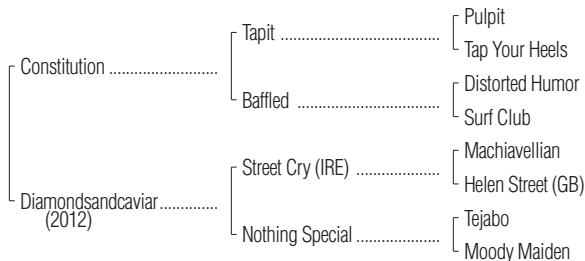 Pulpit
Tapit ..................................
Tap Your Heels
Constitution ............................
Distorted Humor
Baffled ................................
Surf Club
Machiavellian
Street Cry (IRE) .....................
Helen Street (GB)
Diamondsandcaviar ...............
(2012)
Tejabo
Nothing Special .....................
Moody Maiden